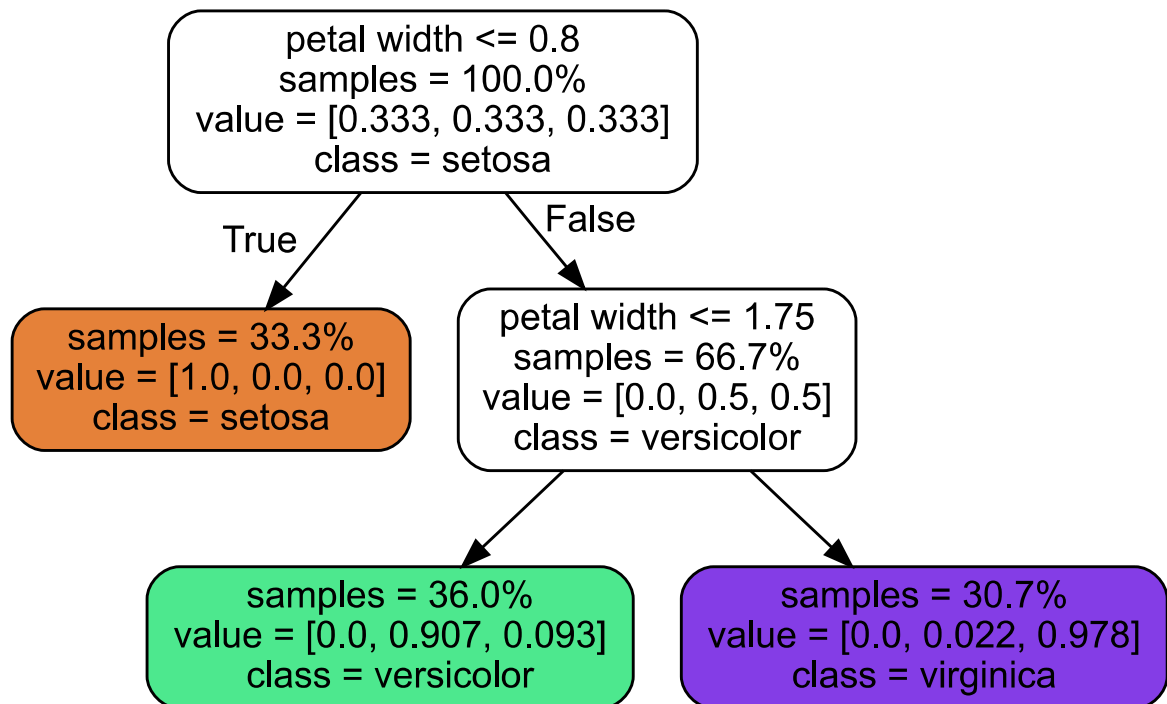 petal width <= 0.8
samples = 100.0%
value = [0.333, 0.333, 0.333]
class = setosa
True
False
samples = 33.3%
value = [1.0, 0.0, 0.0]
class = setosa
petal width <= 1.75
samples = 66.7%
value = [0.0, 0.5, 0.5]
class = versicolor
samples = 36.0%
value = [0.0, 0.907, 0.093]
class = versicolor
samples = 30.7%
value = [0.0, 0.022, 0.978]
class = virginica